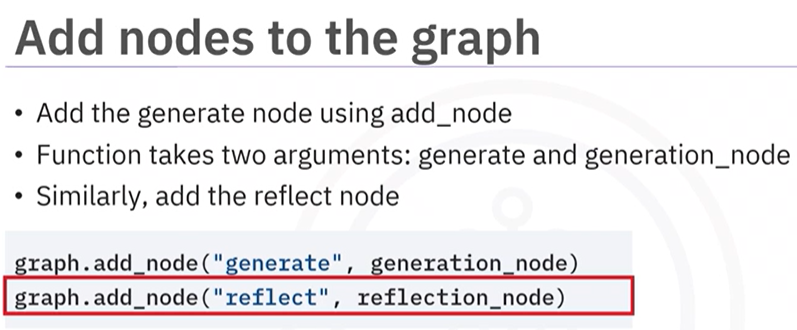 Add nodes to the graph
• Add the generate node using add_node
• Function takes two arguments: generate and generation_node
• Similarly, add the reflect node
graph.add_node("generate", generation_node)
graph.add_node("reflect", reflection_node)